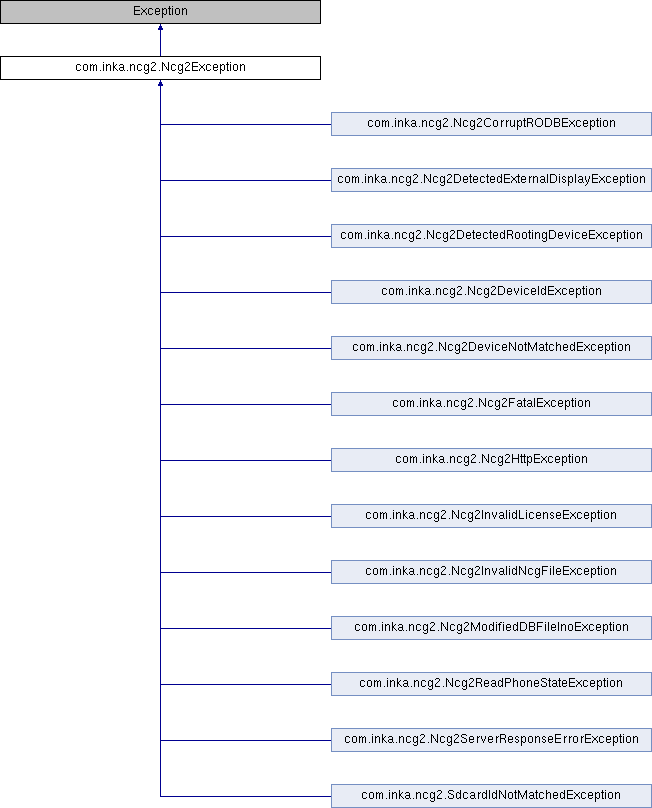 Exception
com.inka.ncg2.Ncg2Exception
com.inka.ncg2.Ncg2CorruptRODBException
com.inka.ncg2.Ncg2DetectedExternalDisplayException
com.inka.ncg2.Ncg2DetectedRootingDeviceException
com.inka.ncg2.Ncg2DeviceIdException
com.inka.ncg2.Ncg2DeviceNotMatchedException
com.inka.ncg2.Ncg2FatalException
com.inka.ncg2.Ncg2HttpException
com.inka.ncg2.Ncg2InvalidLicenseException
com.inka.ncg2.Ncg2InvalidNcgFileException
com.inka.ncg2.Ncg2ModifiedDBFileInoException
com.inka.ncg2.Ncg2ReadPhoneStateException
com.inka.ncg2.Ncg2ServerResponseErrorException
com.inka.ncg2.SdcardIdNotMatchedException